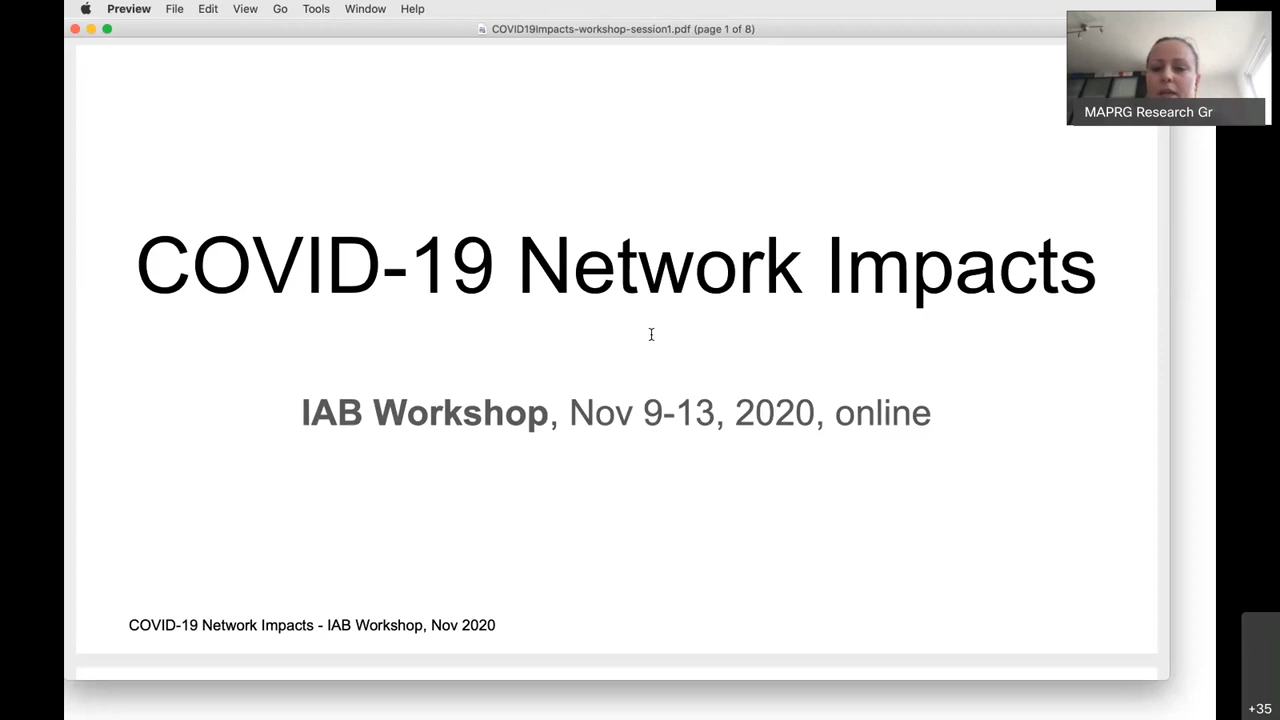 Preview File Edit View Go Tools Window Help
COVID19Impacts-workshop-session1.pdf (page 1 of 8)
MAPRG Research Gr
COVID-19 Network Impacts
IAB Workshop, Nov 9-13, 2020, online
COVID-19 Network Impacts - IAB Workshop, Nov 2020
+35